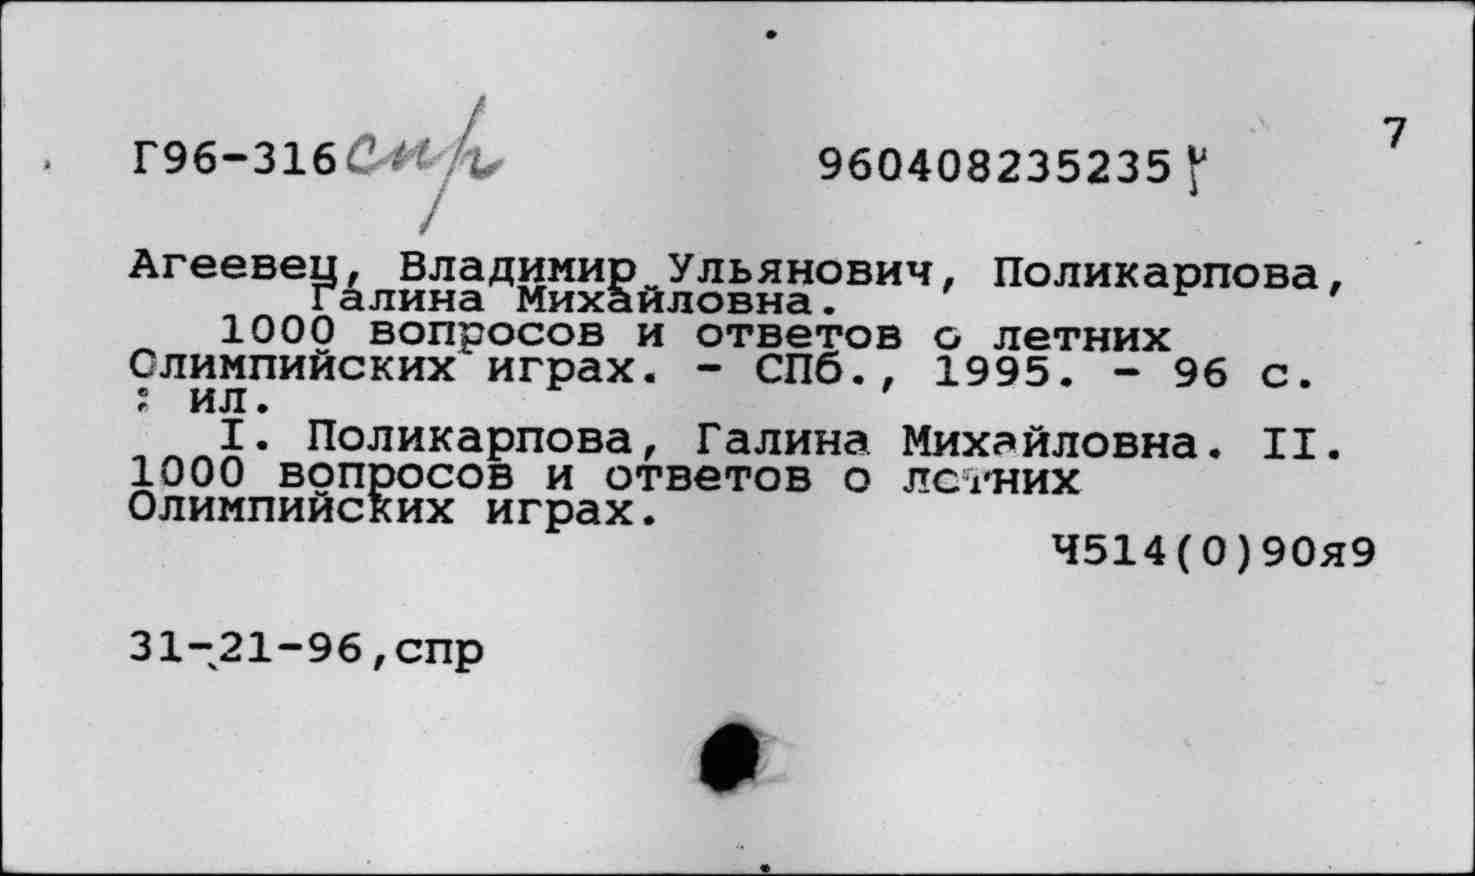 7
Г96-316 спр 960408235235
Агеевец, Владимир Ульянович, Поликарпова,
Галина Михайловна.
1000 вопросов и ответов о летних
Олимпийских играх. - СПб., 1995. - 96 с.
: ил.
I. Поликарпова, Галина Михайловна. II.
1000 вопросов и ответов о летних
Олимпийских играх.
Ч514(0)90я9
31-21-96,спр